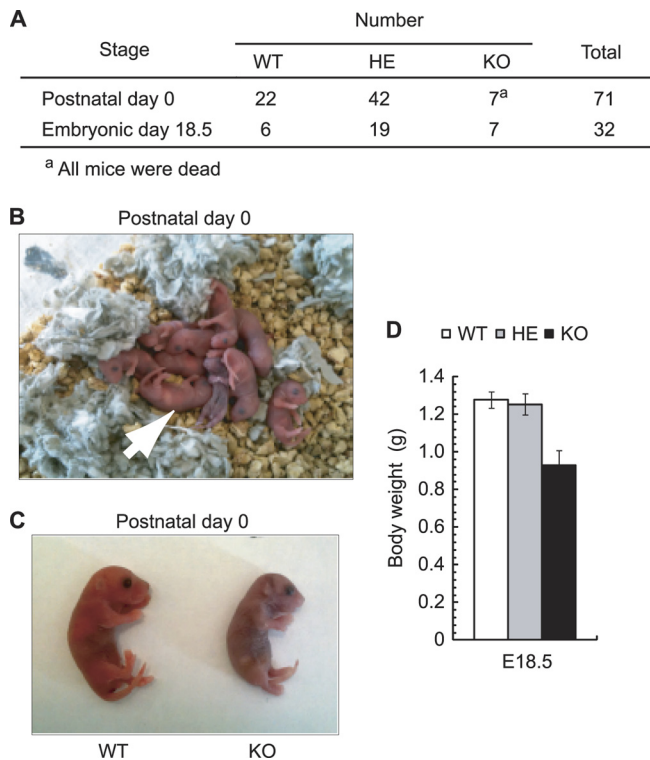 A
Stage Number Total
WT HE KO
Postnatal day 0 22 42 7ᵃ 71
Embryonic day 18.5 6 19 7 32
ᵃ All mice were dead
B
Postnatal day 0
C
Postnatal day 0
WT KO
D WT HE KO
Body weight (g)
1.4
1.2
1.0
0.8
0.6
0.4
0.2
0
E18.5